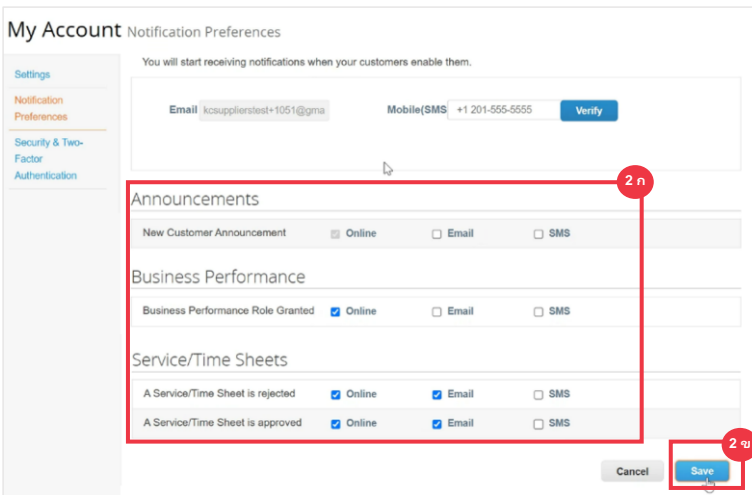 My Account Notification Preferences
You will start receiving notifications when your customers enable them.
Settings
Notification
Preferences
Security & Two-
Factor
Authentication
Email kcsupplierstest+1051@gma Mobile(SMS +1 201-555-5555 Verify
2 ก
Announcements
New Customer Announcement Online Email SMS
Business Performance
Business Performance Role Granted Online Email SMS
Service/Time Sheets
A Service/Time Sheet is rejected Online Email SMS
A Service/Time Sheet is approved Online Email SMS
2 ข
Cancel Save